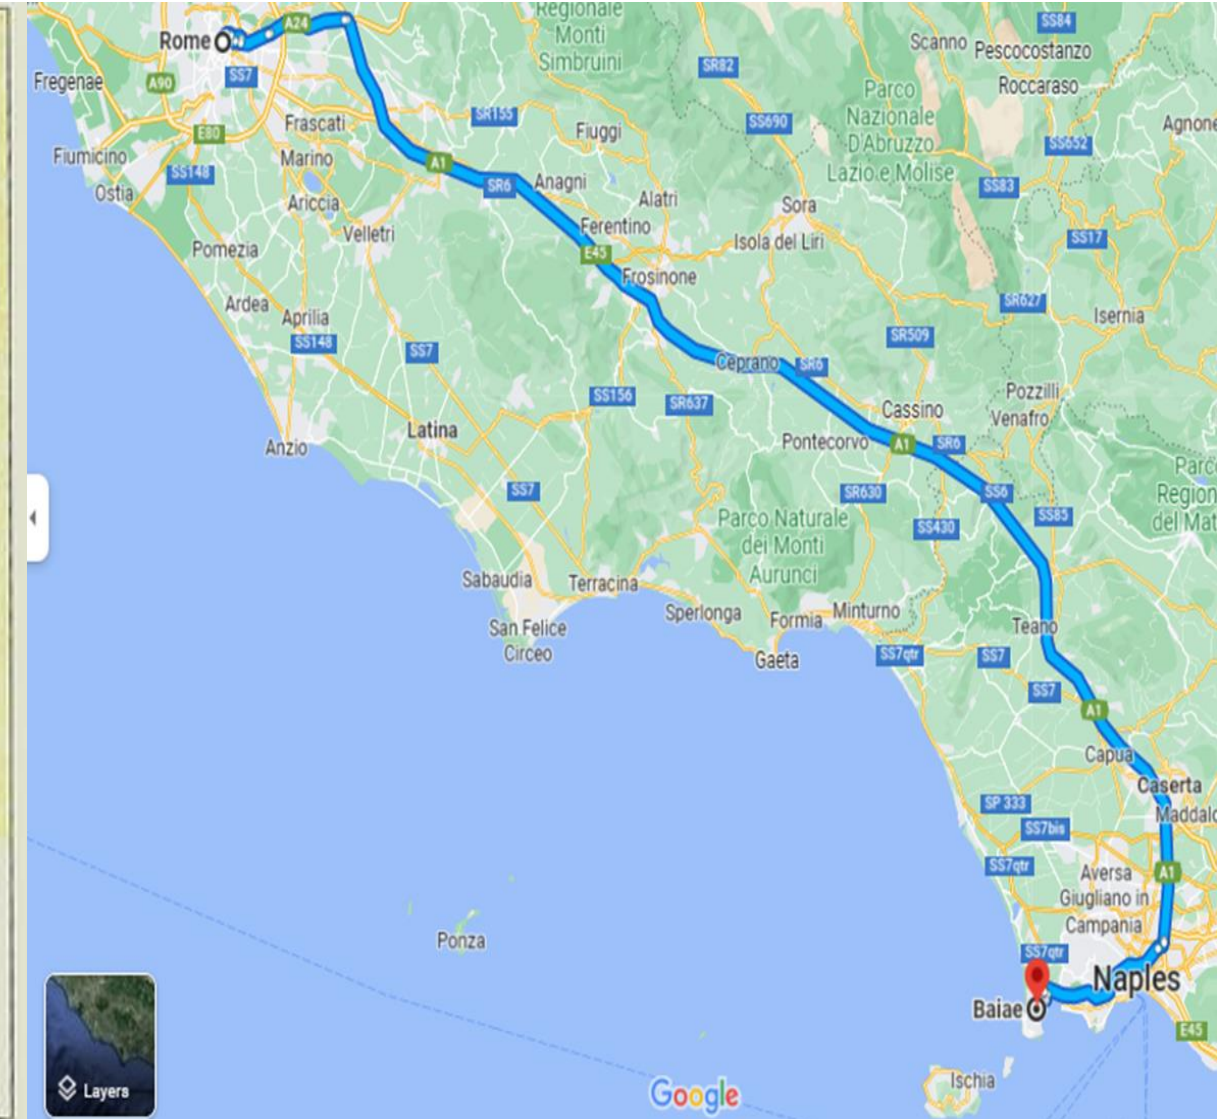 Regionale
Monti
Simbruini
SS84
A24
Rome
Scanno
Pescocostanzo
SR82
SS7
Fregenae
A90
Roccaraso
Parco
Nazionale
D'Abruzzo
Lazio e Molise
SR155
SS690
Agnone
Frascati
E80
Fiuggi
SS652
Fiumicino
Marino
A1
SS148
SR6
Anagni
SS83
Ostia
Ariccia
Alatri
Sora
Velletri
Ferentino
SS17
Pomezia
E45
Isola del Liri
Frosinone
Ardea
SR627
Aprilia
Isernia
SS148
SS7
SR509
Ceprano
SR6
SS156
SR637
Pozzilli
Cassino
Venafro
Latina
Anzio
Pontecorvo
A1
SR6
SS7
SR630
SS6
Parco
Region
del Mat
Parco Naturale
dei Monti
Aurunci
SS430
SS85
Sabaudia
Terracina
Sperlonga
Formia
Minturno
San Felice
Circeo
Teano
Gaeta
SS7qtr
SS7
SS7
A1
Capua
Caserta
SP 333
Maddalo
SS7bis
SS7qtr
Aversa
A1
Giugliano in
Campania
Ponza
SS7qtr
Naples
Baiae
E45
Ischia
Layers
Google